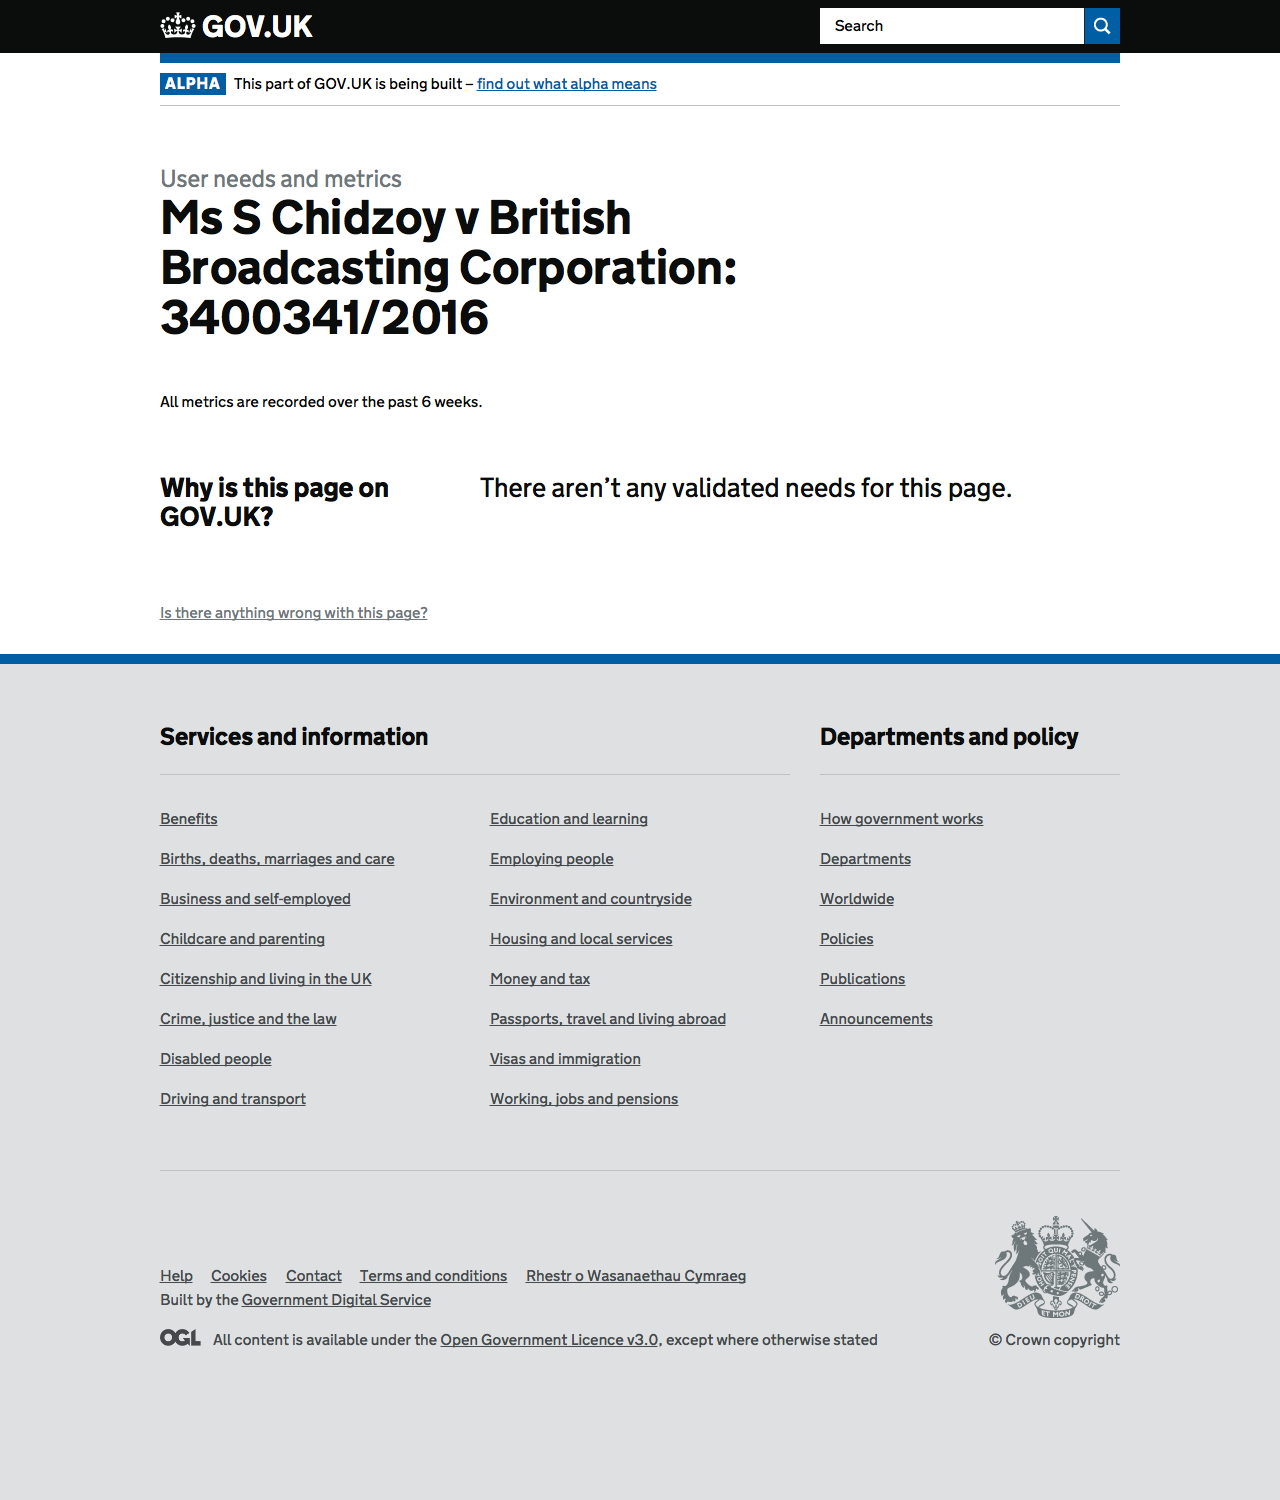 GOV.UK
Search
ALPHA This part of GOV.UK is being built – find out what alpha means
User needs and metrics
Ms S Chidzoy v British
Broadcasting Corporation:
3400341/2016
All metrics are recorded over the past 6 weeks.
Why is this page on
GOV.UK?
There aren’t any validated needs for this page.
Is there anything wrong with this page?
Services and information
Benefits
Births, deaths, marriages and care
Business and self-employed
Childcare and parenting
Citizenship and living in the UK
Crime, justice and the law
Disabled people
Driving and transport
Education and learning
Employing people
Environment and countryside
Housing and local services
Money and tax
Passports, travel and living abroad
Visas and immigration
Working, jobs and pensions
Departments and policy
How government works
Departments
Worldwide
Policies
Publications
Announcements
Help Cookies Contact Terms and conditions Rhestr o Wasanaethau Cymraeg
Built by the Government Digital Service
OGL All content is available under the Open Government Licence v3.0, except where otherwise stated
DIEU ET MON DROIT
© Crown copyright